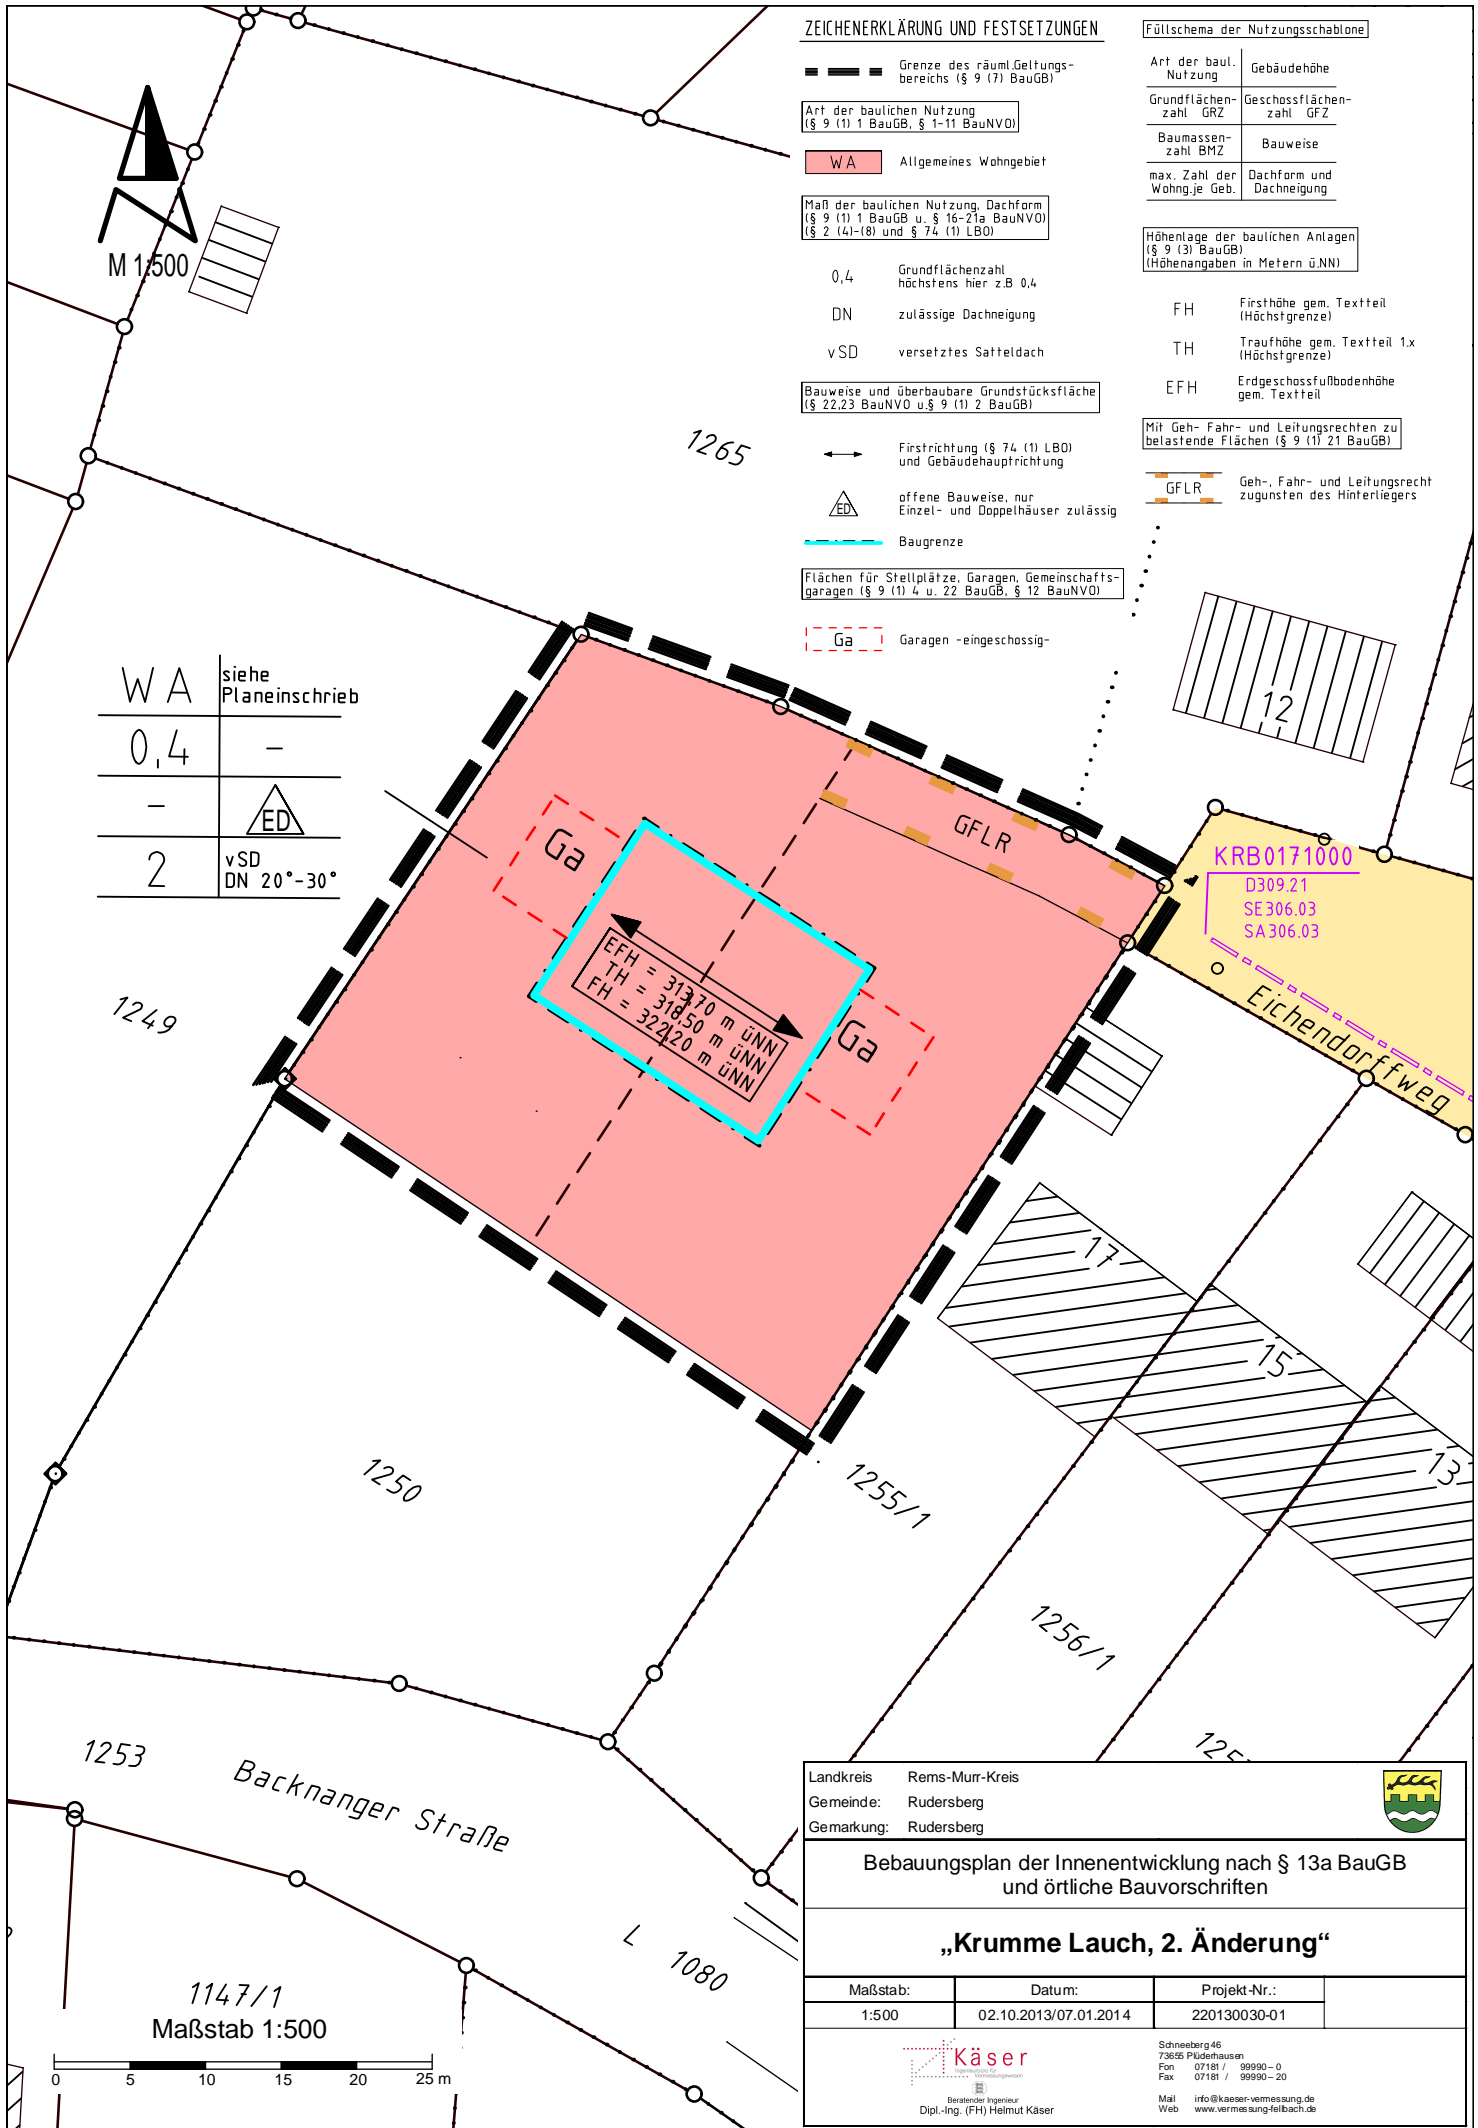 ZEICHENERKLÄRUNG UND FESTSETZUNGEN
Grenze des räuml.Geltungs-
bereichs (§ 9 (7) BauGB)
Art der baulichen Nutzung
(§ 9 (1) 1 BauGB, § 1-11 BauNVO)
WA
Allgemeines Wohngebiet
Maß der baulichen Nutzung, Dachform
(§ 9 (1) 1 BauGB u. § 16-21a BauNVO)
(§ 2 (4)-(8) und § 74 (1) LBO)
0,4
Grundflächenzahl
höchstens hier z.B 0,4
DN
zulässige Dachneigung
vSD
versetztes Satteldach
Bauweise und überbaubare Grundstücksfläche
(§ 22,23 BauNVO u.§ 9 (1) 2 BauGB)
Firstrichtung (§ 74 (1) LBO)
und Gebäudehauptrichtung
ED
offene Bauweise, nur
Einzel- und Doppelhäuser zulässig
Baugrenze
Flächen für Stellplätze, Garagen, Gemeinschafts-
garagen (§ 9 (1) 4 u. 22 BauGB, § 12 BauNVO)
Ga
Garagen -eingeschossig-
Füllschema der Nutzungsschablone
Art der baul.
Nutzung
Gebäudehöhe
Grundflächen-
zahl GRZ
Geschossflächen-
zahl GFZ
Baumassen-
zahl BMZ
Bauweise
max. Zahl der
Wohng.je Geb.
Dachform und
Dachneigung
Höhenlage der baulichen Anlagen
(§ 9 (3) BauGB)
(Höhenangaben in Metern ü.NN)
FH
Firsthöhe gem. Textteil
(Höchstgrenze)
TH
Traufhöhe gem. Textteil 1.x
(Höchstgrenze)
EFH
Erdgeschossfußbodenhöhe
gem. Textteil
Mit Geh- Fahr- und Leitungsrechten zu
belastende Flächen (§ 9 (1) 21 BauGB)
GFLR
Geh-, Fahr- und Leitungsrecht
zugunsten des Hinterliegers
M 1:500
1265
WA
siehe
Planeinschrieb
0,4
-
-
ED
2
vSD
DN 20°-30°
12
Ga
GFLR
KRB0171000
D309.21
SE306.03
SA306.03
EFH = 313,70 m üNN
TH = 318,50 m üNN
FH = 322,20 m üNN
Ga
Eichendorffweg
1249
17
15
13
1250
1255/1
1256/1
1253
Backnanger Straße
L 1080
1147/1
Maßstab 1:500
0 5 10 15 20 25 m
Landkreis Rems-Murr-Kreis
Gemeinde: Rudersberg
Gemarkung: Rudersberg
Bebauungsplan der Innenentwicklung nach § 13a BauGB
und örtliche Bauvorschriften
„Krumme Lauch, 2. Änderung“
Maßstab: Datum: Projekt-Nr.:
1:500 02.10.2013/07.01.2014 220130030-01
Käser
Ingenieurbüro für
Vermessungswesen
Beratender Ingenieur
Dipl.-Ing. (FH) Helmut Käser
Schneeberg 46
73655 Plüderhausen
Fon 07181 / 99990 – 0
Fax 07181 / 99990 – 20
Mail info@kaeser-vermessung.de
Web www.vermessung-fellbach.de